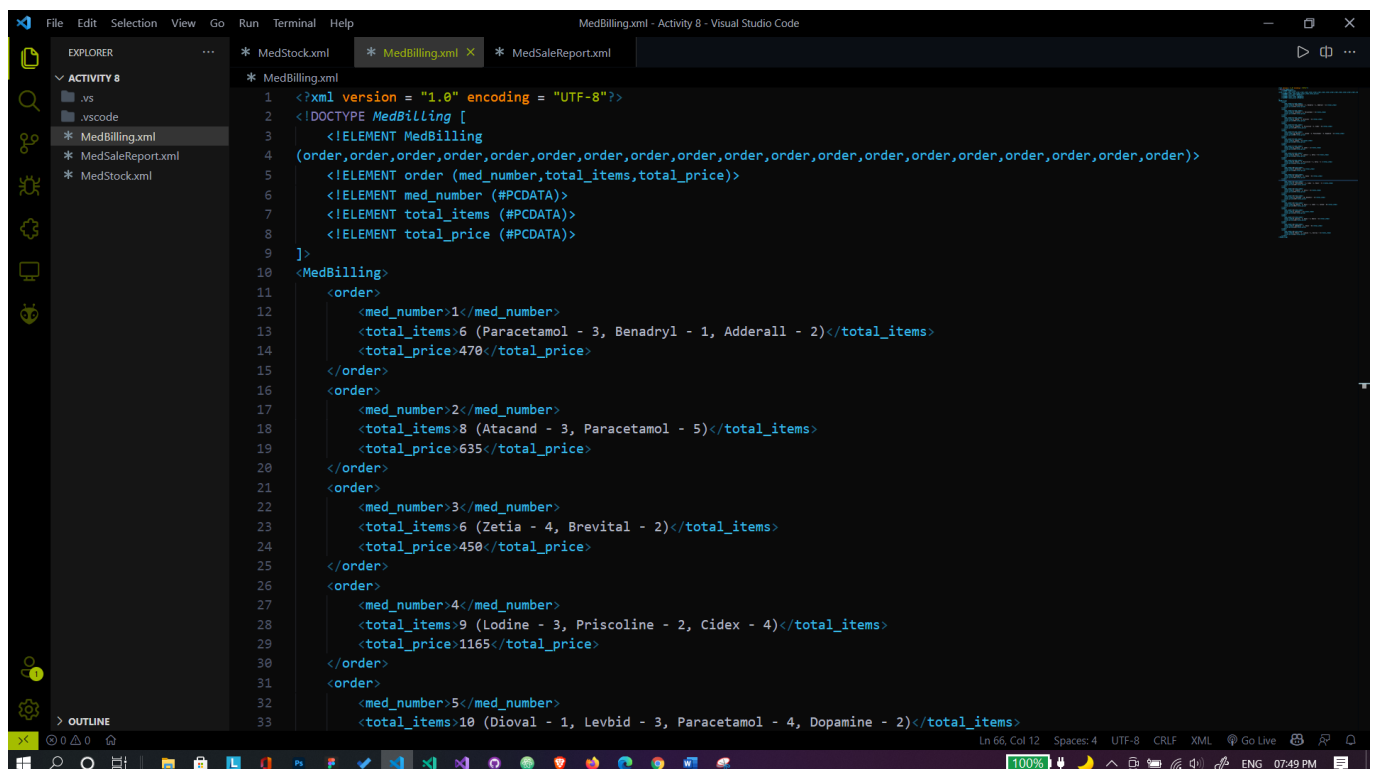 File Edit Selection View Go Run Terminal Help MedBilling.xml - Activity 8 - Visual Studio Code
EXPLORER
MedStock.xml MedBilling.xml MedSaleReport.xml
ACTIVITY 8
.vs
.vscode
MedBilling.xml
MedSaleReport.xml
MedStock.xml
OUTLINE
MedBilling.xml
1 <?xml version = "1.0" encoding = "UTF-8"?>
2 <!DOCTYPE MedBilling [
3 <!ELEMENT MedBilling
4 (order,order,order,order,order,order,order,order,order,order,order,order,order,order,order,order,order,order,order)>
5 <!ELEMENT order (med_number,total_items,total_price)>
6 <!ELEMENT med_number (#PCDATA)>
7 <!ELEMENT total_items (#PCDATA)>
8 <!ELEMENT total_price (#PCDATA)>
9 ]>
10 <MedBilling>
11 <order>
12 <med_number>1</med_number>
13 <total_items>6 (Paracetamol - 3, Benadryl - 1, Adderall - 2)</total_items>
14 <total_price>470</total_price>
15 </order>
16 <order>
17 <med_number>2</med_number>
18 <total_items>8 (Atacand - 3, Paracetamol - 5)</total_items>
19 <total_price>635</total_price>
20 </order>
21 <order>
22 <med_number>3</med_number>
23 <total_items>6 (Zetia - 4, Brevital - 2)</total_items>
24 <total_price>450</total_price>
25 </order>
26 <order>
27 <med_number>4</med_number>
28 <total_items>9 (Lodine - 3, Priscoline - 2, Cidex - 4)</total_items>
29 <total_price>1165</total_price>
30 </order>
31 <order>
32 <med_number>5</med_number>
33 <total_items>10 (Dioval - 1, Levbid - 3, Paracetamol - 4, Dopamine - 2)</total_items>
1
0 0 Ln 66, Col 12 Spaces: 4 UTF-8 CRLF XML Go Live
100% ENG 07:49 PM